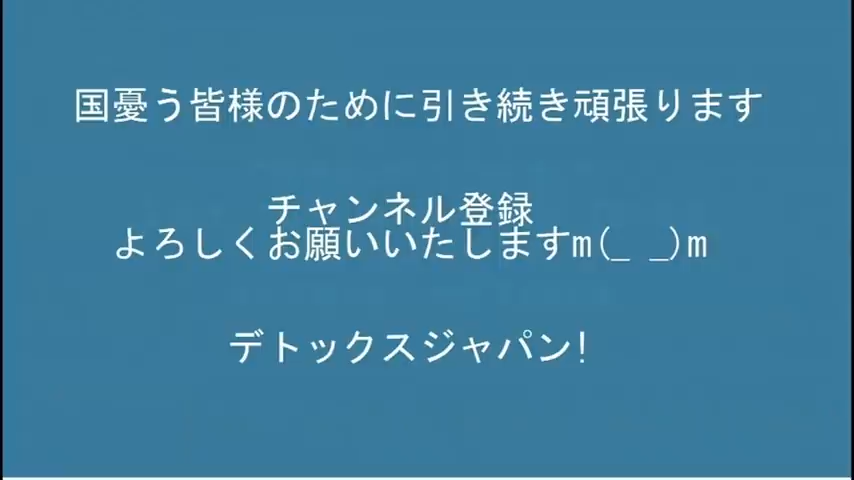 国憂う皆様のために引き続き頑張ります
チャンネル登録
よろしくお願いいたしますm(_ _)m
デトックスジャパン!